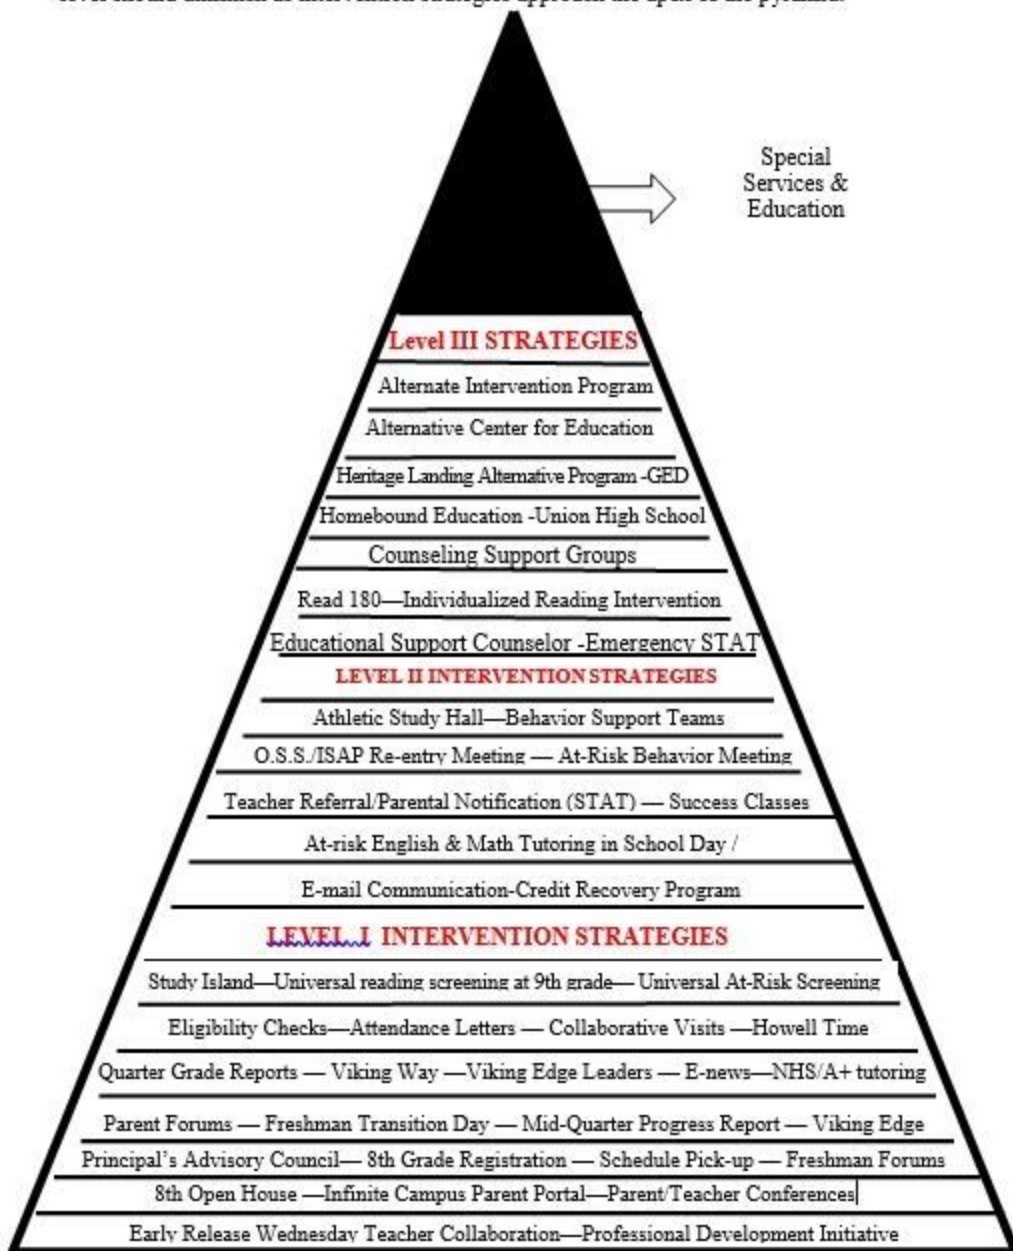 Special
Services &
Education
Level III STRATEGIES
Alternate Intervention Program
Alternative Center for Education
Heritage Landing Alternative Program -GED
Homebound Education -Union High School
Counseling Support Groups
Read 180—Individualized Reading Intervention
Educational Support Counselor -Emergency STAT
LEVEL II INTERVENTION STRATEGIES
Athletic Study Hall—Behavior Support Teams
O.S.S./ISAP Re-entry Meeting — At-Risk Behavior Meeting
Teacher Referral/Parental Notification (STAT) — Success Classes
At-risk English & Math Tutoring in School Day /
E-mail Communication-Credit Recovery Program
LEVEL I INTERVENTION STRATEGIES
Study Island—Universal reading screening at 9th grade— Universal At-Risk Screening
Eligibility Checks—Attendance Letters — Collaborative Visits —Howell Time
Quarter Grade Reports — Viking Way —Viking Edge Leaders — E-news—NHS/A+ tutoring
Parent Forums — Freshman Transition Day — Mid-Quarter Progress Report — Viking Edge
Principal's Advisory Council— 8th Grade Registration — Schedule Pick-up — Freshman Forums
8th Open House —Infinite Campus Parent Portal—Parent/Teacher Conferences
Early Release Wednesday Teacher Collaboration—Professional Development Initiative